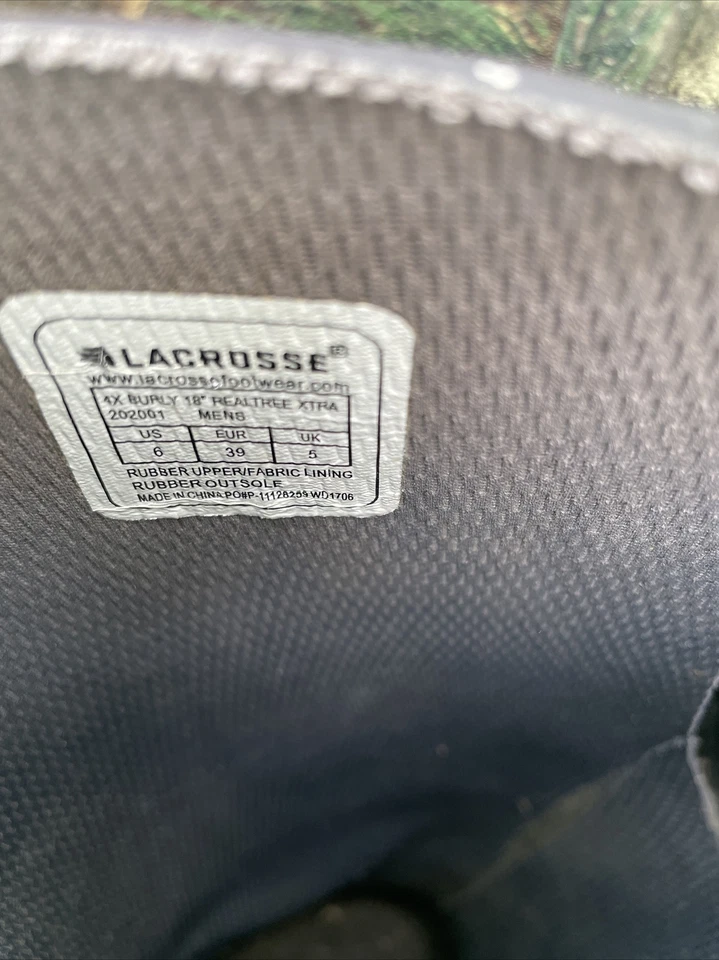 LACROSSE®
www.lacrossefootwear.com
4X BURLY 18" REALTREE XTRA
202001 MENS
US EUR UK
6 39 5
RUBBER UPPER/FABRIC LINING
RUBBER OUTSOLE
MADE IN CHINA PO#P-11128259 WD1706